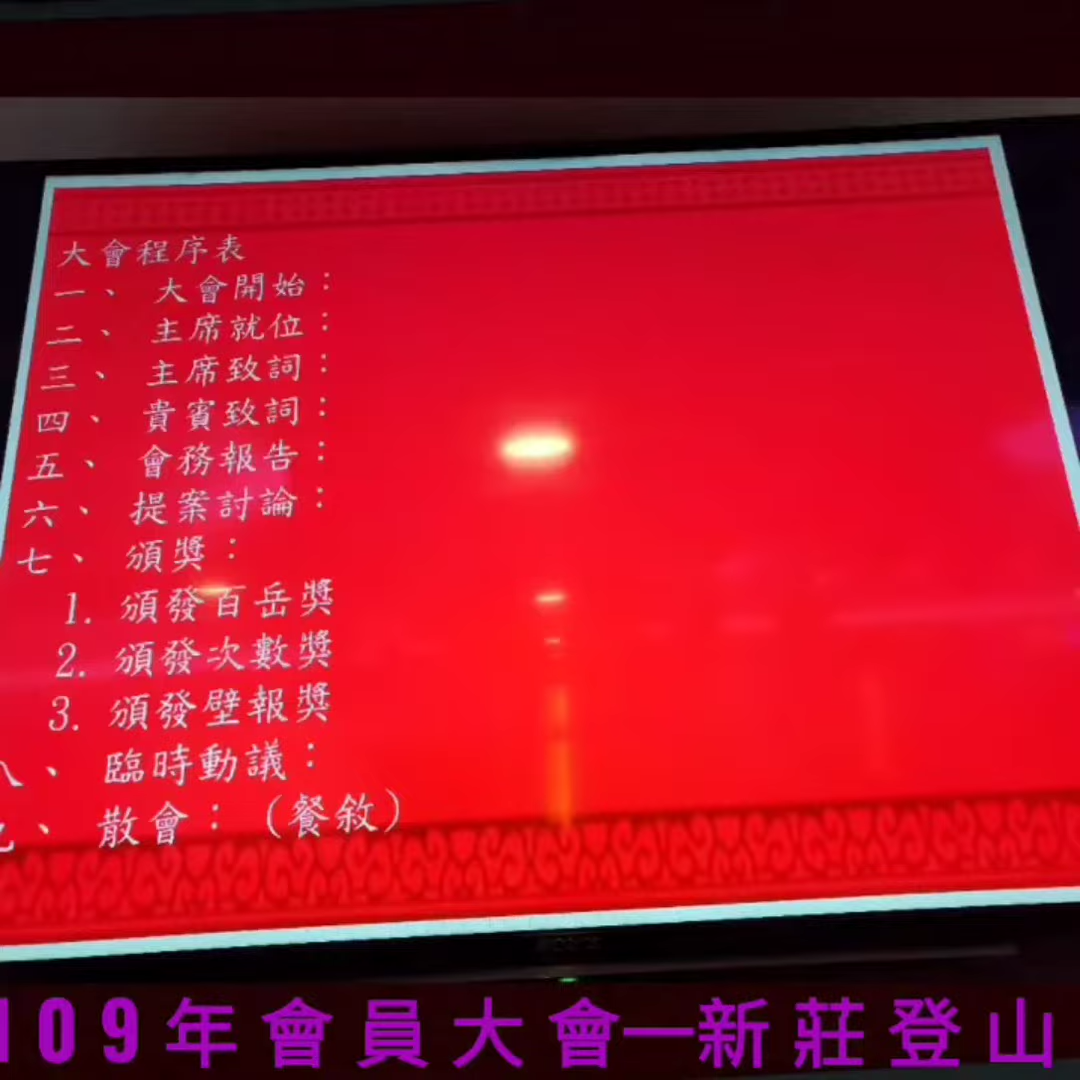 大會程序表
一、 大會開始：
二、 主席就位：
三、 主席致詞：
四、 貴賓致詞：
五、 會務報告：
六、 提案討論：
七、 頒獎：
1. 頒發百岳獎
2. 頒發次數獎
3. 頒發壁報獎
八、 臨時動議：
九、 散會：（餐敘）
109年會員大會—新莊登山